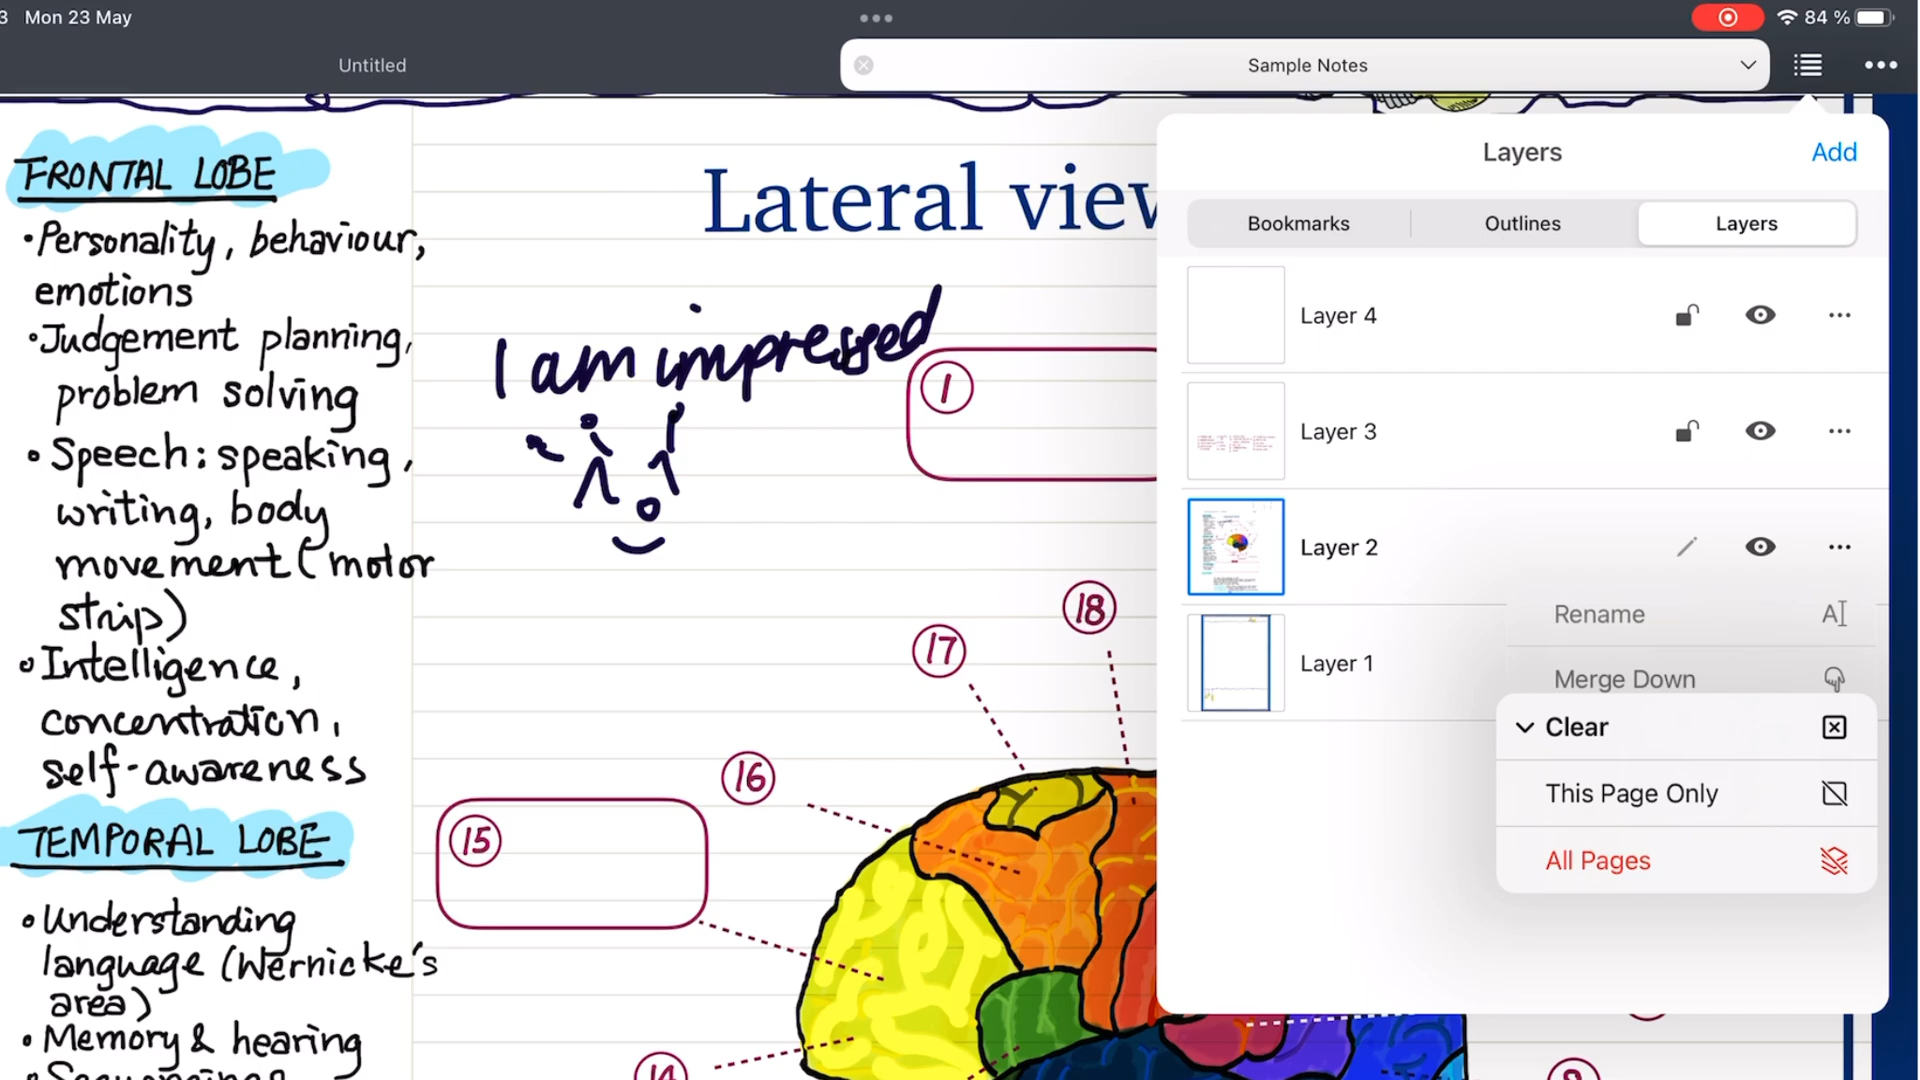 3 Mon 23 May
84 %
Untitled
Sample Notes
FRONTAL LOBE
•Personality, behaviour,
emotions
•Judgement planning,
problem solving
• Speech: speaking,
writing, body
movement (motor
strip)
• Intelligence,
concentration,
self-awareness
TEMPORAL LOBE
• Understanding
language (Wernicke's
area)
• Memory & hearing
Lateral view
I am impressed
1
18
17
16
15
14
Layers
Add
Bookmarks
Outlines
Layers
Layer 4
Layer 3
Layer 2
Layer 1
Rename
Merge Down
Clear
This Page Only
All Pages